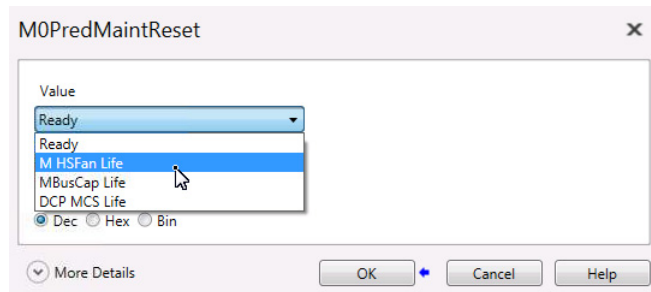 M0PredMaintReset
Value
Ready
Ready
M HSFan Life
MBusCap Life
DCP MCS Life
Dec Hex Bin
More Details OK Cancel Help